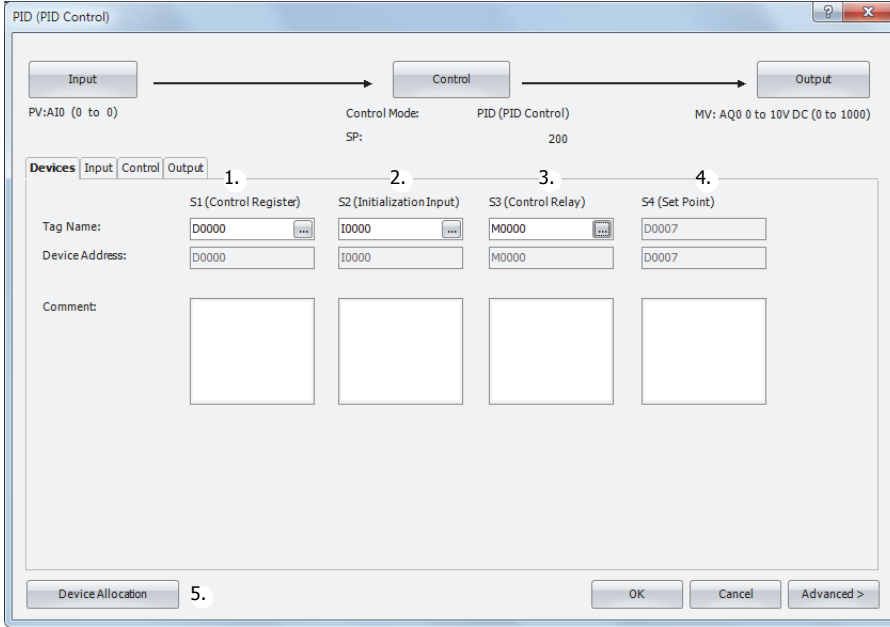 PID (PID Control)
Input Control Output
PV:AI0 (0 to 0) Control Mode: PID (PID Control) MV: AQ0 0 to 10V DC (0 to 1000)
SP: 200
Devices Input Control Output
1. 2. 3. 4.
S1 (Control Register) S2 (Initialization Input) S3 (Control Relay) S4 (Set Point)
Tag Name: D0000 ... I0000 ... M0000 ... D0007
Device Address: D0000 I0000 M0000 D0007
Comment:
Device Allocation 5. OK Cancel Advanced >